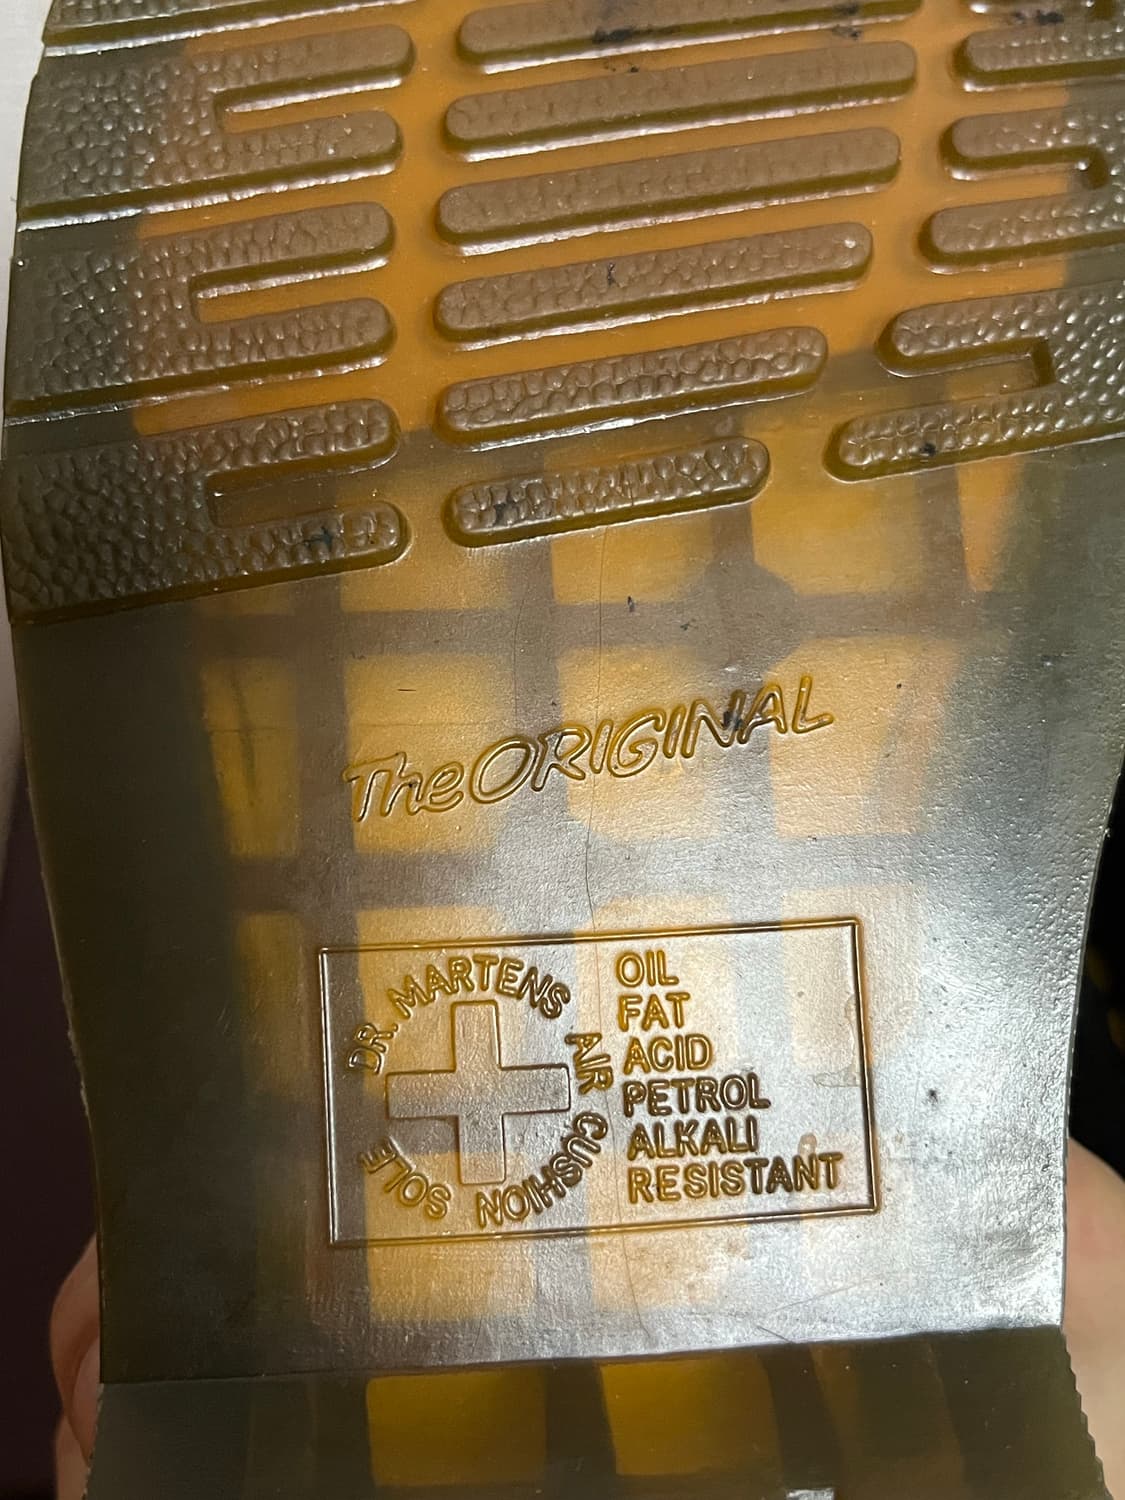 The ORIGINAL
DR. MARTENS AIR CUSHION SOLE
OIL
FAT
ACID
PETROL
ALKALI
RESISTANT